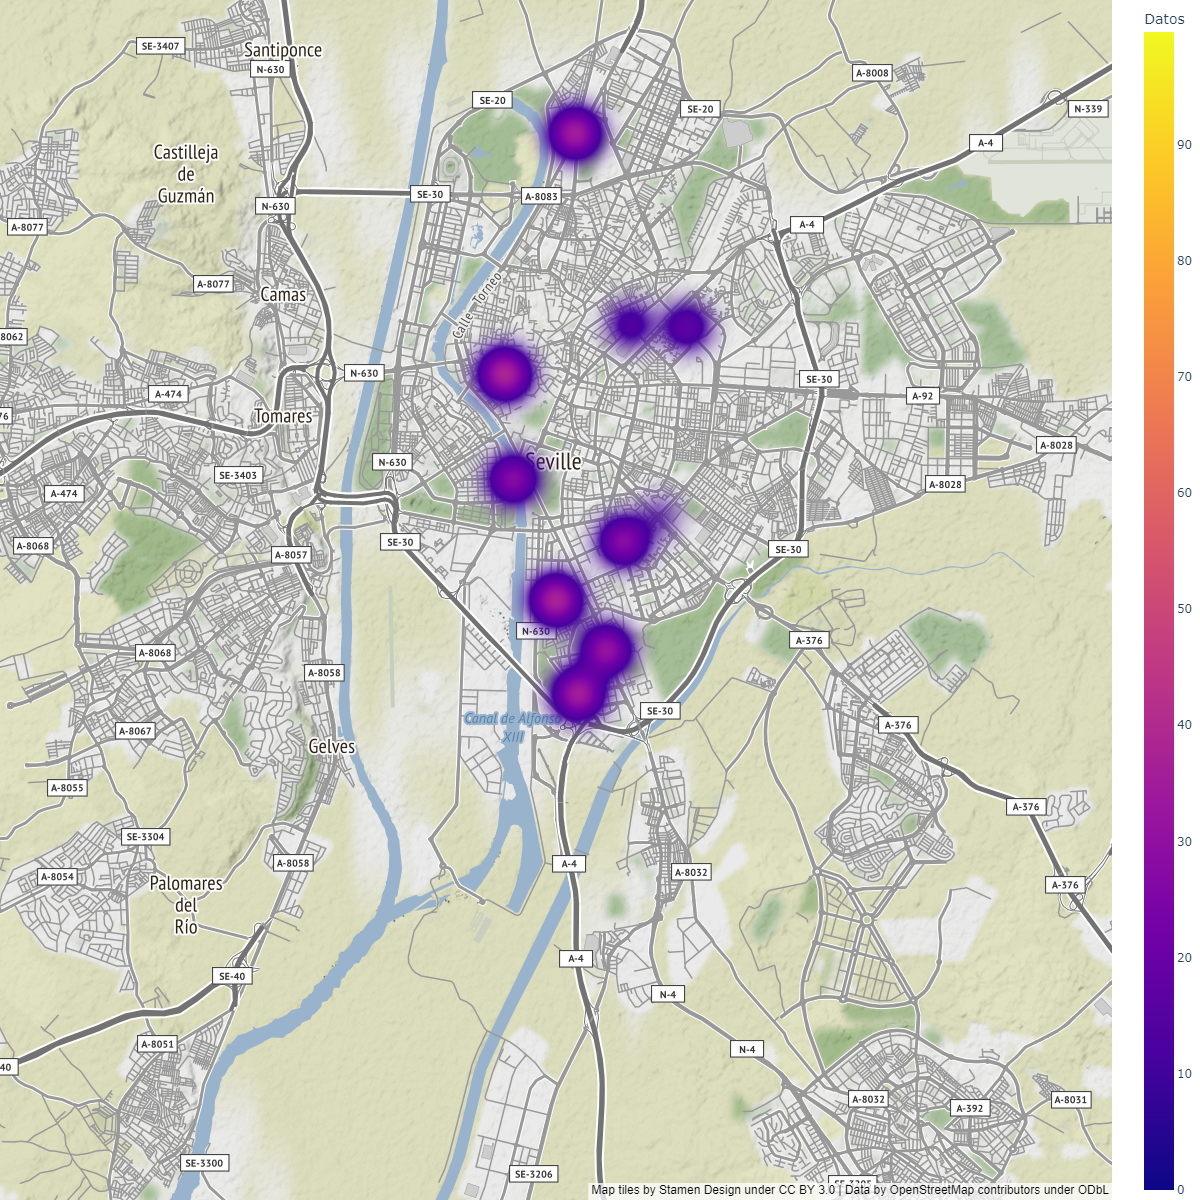 Datos
SE-3407
Santiponce
N-630
A-8008
SE-20
SE-20
N-339
A-4
90
Castilleja
de
Guzmán
SE-30
A-8083
N-630
A-8077
A-4
80
A-8077
Camas
Calle Torneo
8062
N-630
SE-30
70
A-474
A-92
76
Tomares
A-8028
N-630
Seville
SE-3403
A-8028
A-474
60
SE-30
A-8068
SE-30
A-8057
50
N-630
A-376
A-8068
A-8058
SE-30
Canal de Alfonso
XIII
A-8067
A-376
40
Gelves
A-8055
A-376
SE-3304
30
A-8058
A-4
A-8032
A-8054
Palomares
del
Río
A-376
A-4
20
SE-40
N-4
A-8051
N-4
40
10
A-8032
A-392
A-8031
SE-3300
SE-3206
SE-3205
Map tiles by Stamen Design under CC BY 3.0 | Data by OpenStreetMap contributors under ODbL
0